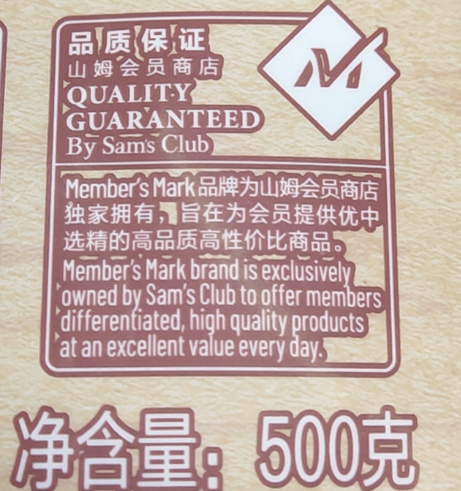 品质保证
山姆会员商店
QUALITY
GUARANTEED
By Sam's Club
M
Member's Mark品牌为山姆会员商店
独家拥有，旨在为会员提供优中
选精的高品质高性价比商品。
Member's Mark brand is exclusively
owned by Sam's Club to offer members
differentiated, high quality products
at an excellent value every day.
净含量：500克